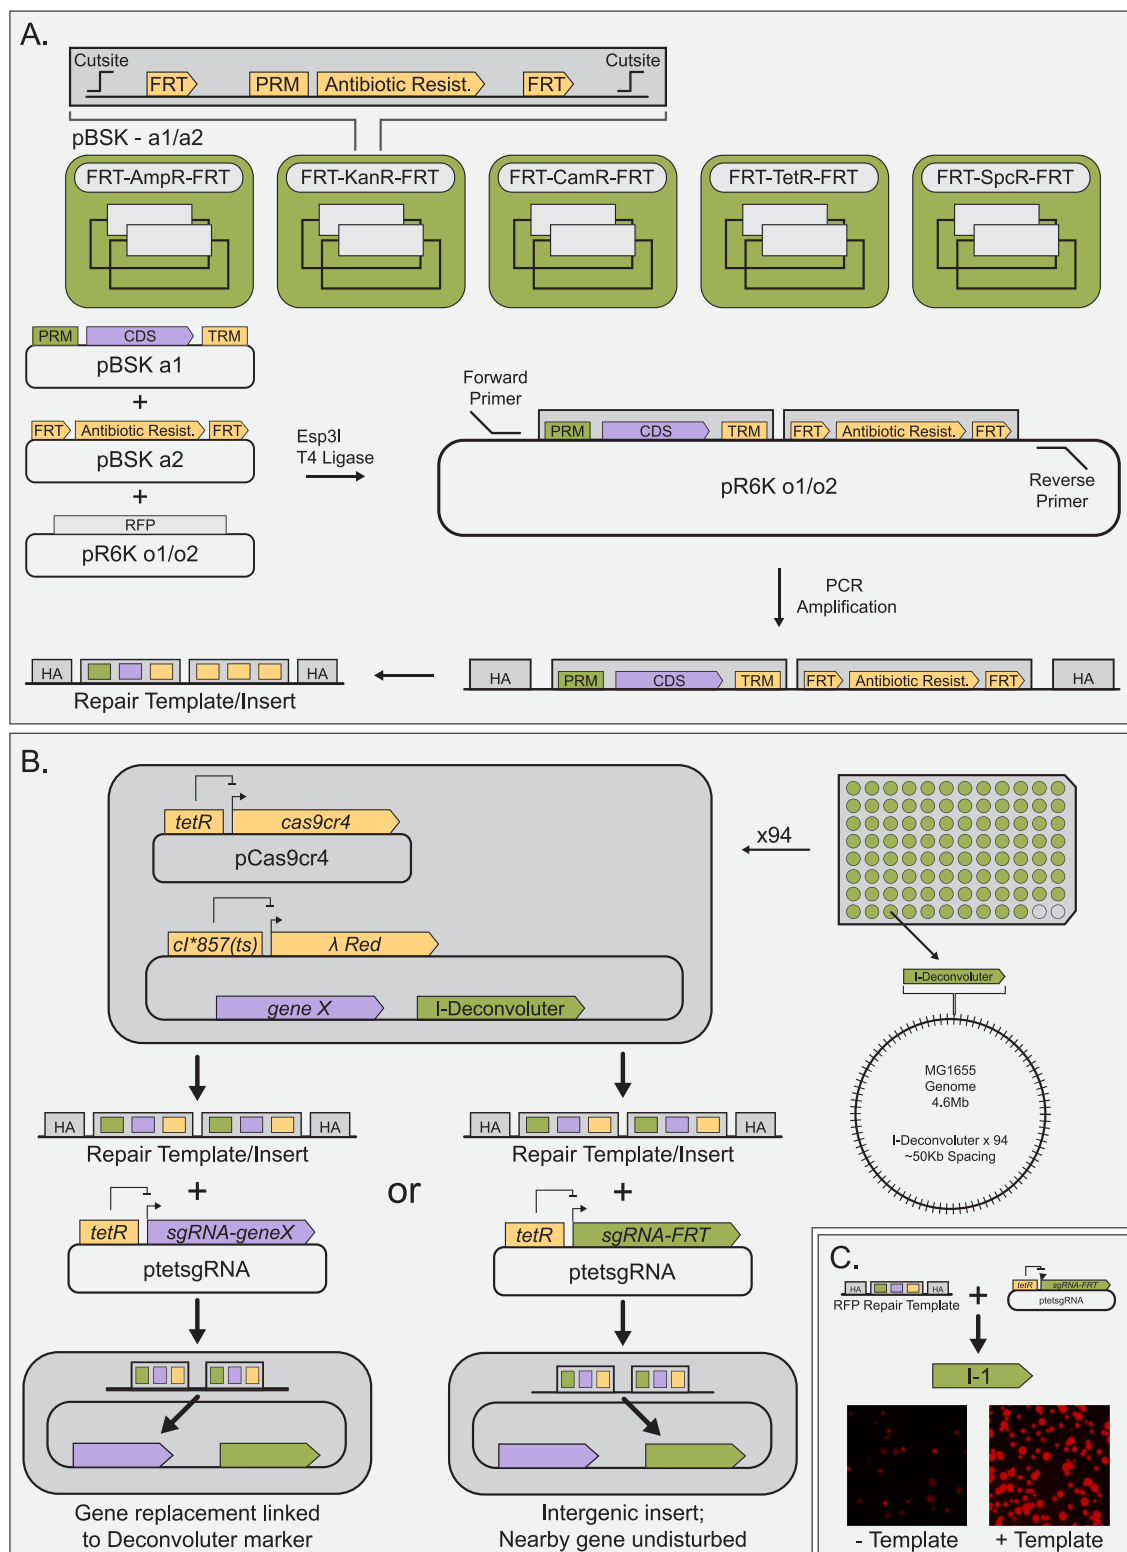 A.
Cutsite
Cutsite
FRT
PRM
Antibiotic Resist.
FRT
pBSK - a1/a2
FRT-AmpR-FRT
FRT-KanR-FRT
FRT-CamR-FRT
FRT-TetR-FRT
FRT-SpcR-FRT
PRM
CDS
TRM
pBSK a1
+
FRT
Antibiotic Resist.
FRT
pBSK a2
+
RFP
pR6K o1/o2
Esp3I
T4 Ligase
Forward
Primer
PRM
CDS
TRM
FRT
Antibiotic Resist.
FRT
pR6K o1/o2
Reverse
Primer
PCR
Amplification
HA
PRM
CDS
TRM
FRT
Antibiotic Resist.
FRT
HA
HA
HA
Repair Template/Insert
B.
tetR
cas9cr4
pCas9cr4
cI*857(ts)
λ Red
gene X
I-Deconvoluter
x94
I-Deconvoluter
MG1655
Genome
4.6Mb
I-Deconvoluter x 94
~50Kb Spacing
HA
HA
Repair Template/Insert
+
tetR
sgRNA-geneX
ptetsgRNA
or
HA
HA
Repair Template/Insert
+
tetR
sgRNA-FRT
ptetsgRNA
Gene replacement linked
to Deconvoluter marker
Intergenic insert;
Nearby gene undisturbed
C.
HA
HA
RFP Repair Template
+
tetR
sgRNA-FRT
ptetsgRNA
I-1
- Template
+ Template